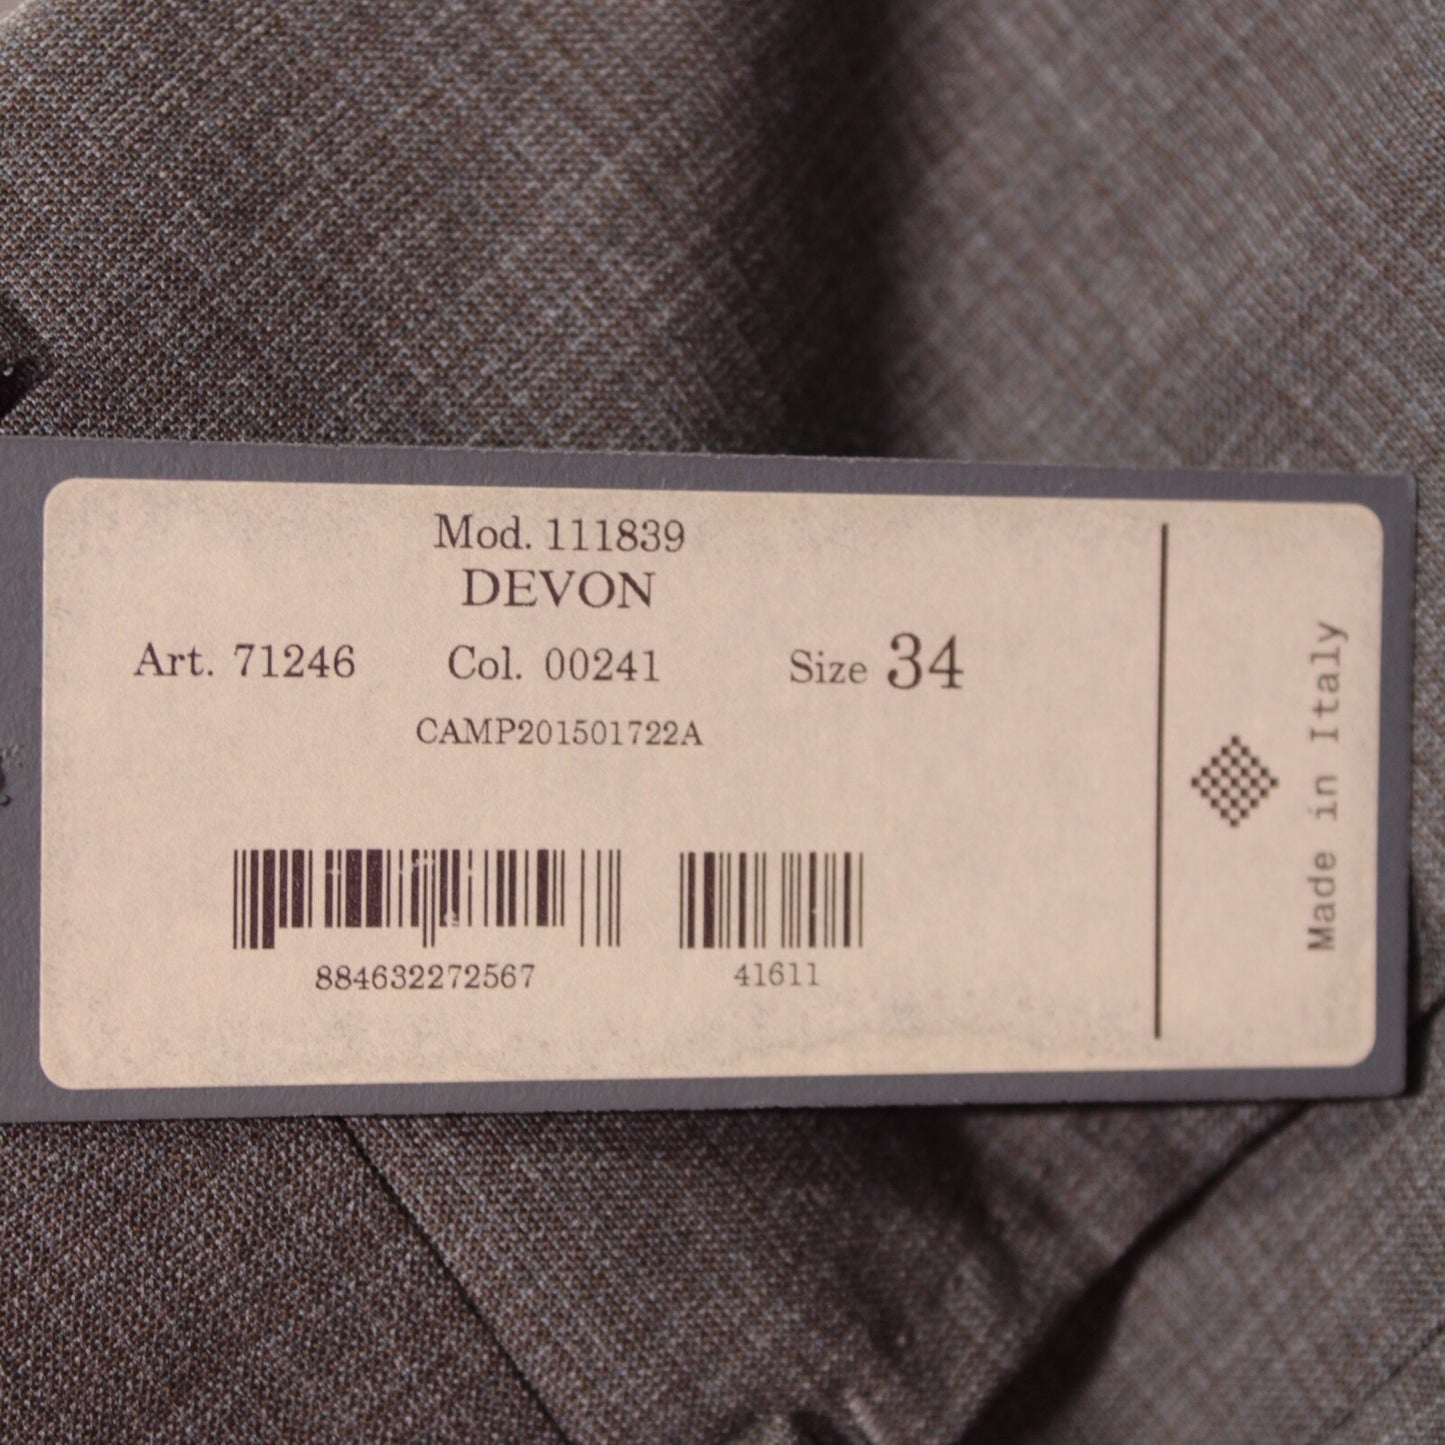 Mod. 111839
DEVON
Art. 71246 Col. 00241 Size 34
CAMP201501722A
884632272567 41611
Made in Italy